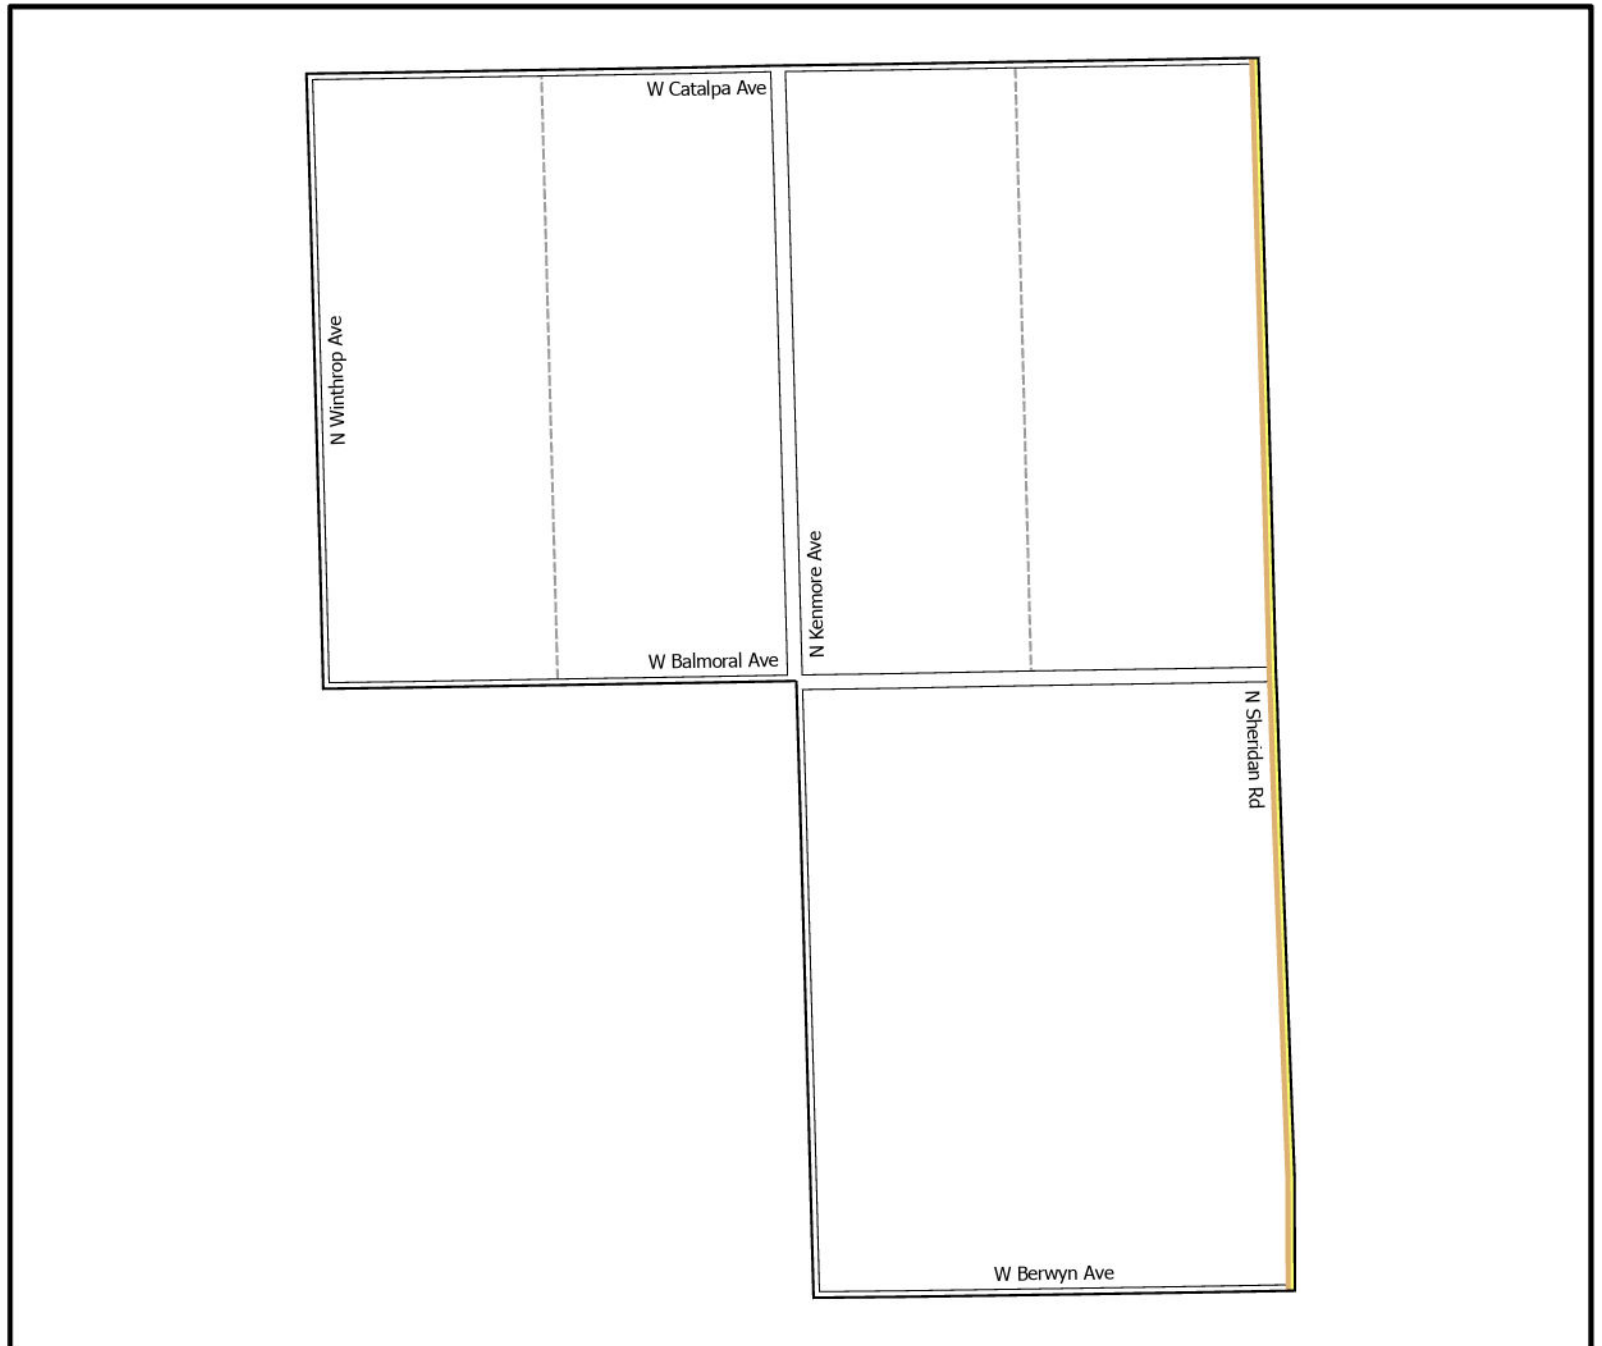 W Catalpa Ave
N Winthrop Ave
N Kenmore Ave
W Balmoral Ave
N Sheridan Rd
W Berwyn Ave